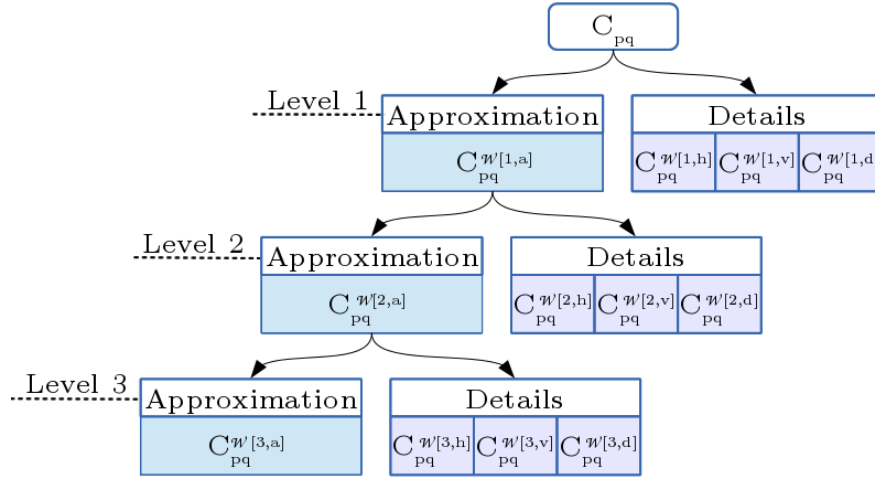 C_pq
Level 1
Approximation Details
C_pq^𝒲[1,a] C_pq^𝒲[1,h] C_pq^𝒲[1,v] C_pq^𝒲[1,d
Level 2
Approximation Details
C_pq^𝒲[2,a] C_pq^𝒲[2,h] C_pq^𝒲[2,v] C_pq^𝒲[2,d]
Level 3
Approximation Details
C_pq^𝒲[3,a] C_pq^𝒲[3,h] C_pq^𝒲[3,v] C_pq^𝒲[3,d]